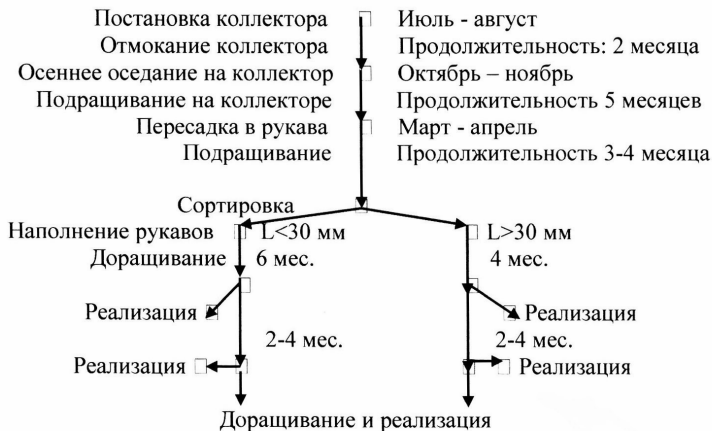 Постановка коллектора Июль - август
Отмокание коллектора Продолжительность: 2 месяца
Осеннее оседание на коллектор Октябрь – ноябрь
Подращивание на коллекторе Продолжительность 5 месяцев
Пересадка в рукава Март - апрель
Подращивание Продолжительность 3-4 месяца
Сортировка
Наполнение рукавов L<30 мм L>30 мм
Доращивание 6 мес. 4 мес.
Реализация Реализация
2-4 мес. 2-4 мес.
Реализация Реализация
Доращивание и реализация